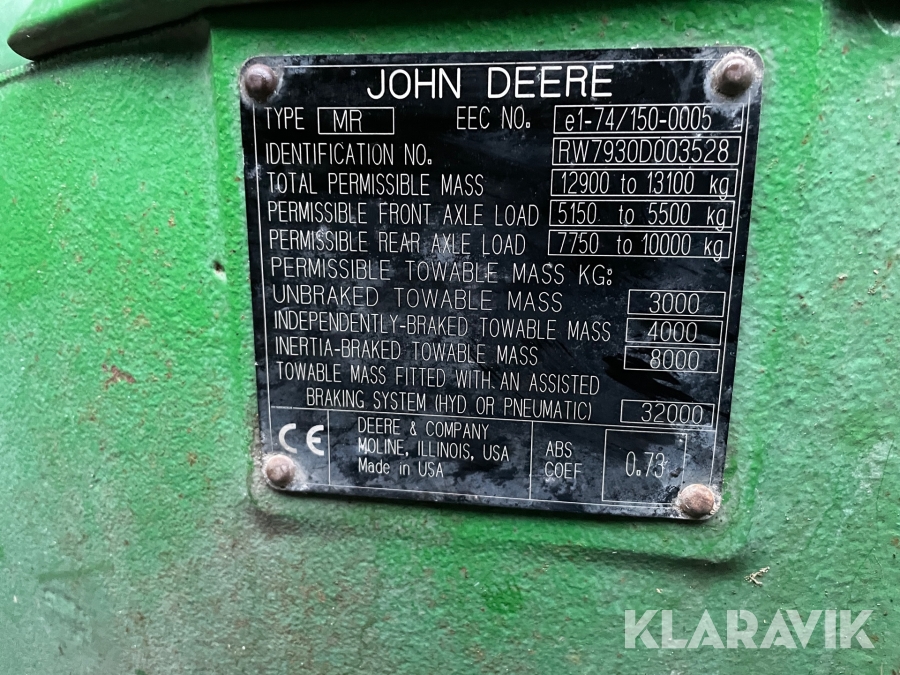 JOHN DEERE
TYPE MR EEC NO. e1-74/150-0005
IDENTIFICATION NO. RW7930D003528
TOTAL PERMISSIBLE MASS 12900 to 13100 kg
PERMISSIBLE FRONT AXLE LOAD 5150 to 5500 kg
PERMISSIBLE REAR AXLE LOAD 7750 to 10000 kg
PERMISSIBLE TOWABLE MASS KG:
UNBRAKED TOWABLE MASS 3000
INDEPENDENTLY-BRAKED TOWABLE MASS 4000
INERTIA-BRAKED TOWABLE MASS 8000
TOWABLE MASS FITTED WITH AN ASSISTED
BRAKING SYSTEM (HYD OR PNEUMATIC) 32000
CE
DEERE & COMPANY
MOLINE, ILLINOIS, USA
Made in USA
ABS
COEF
0.73
KLARAVIK